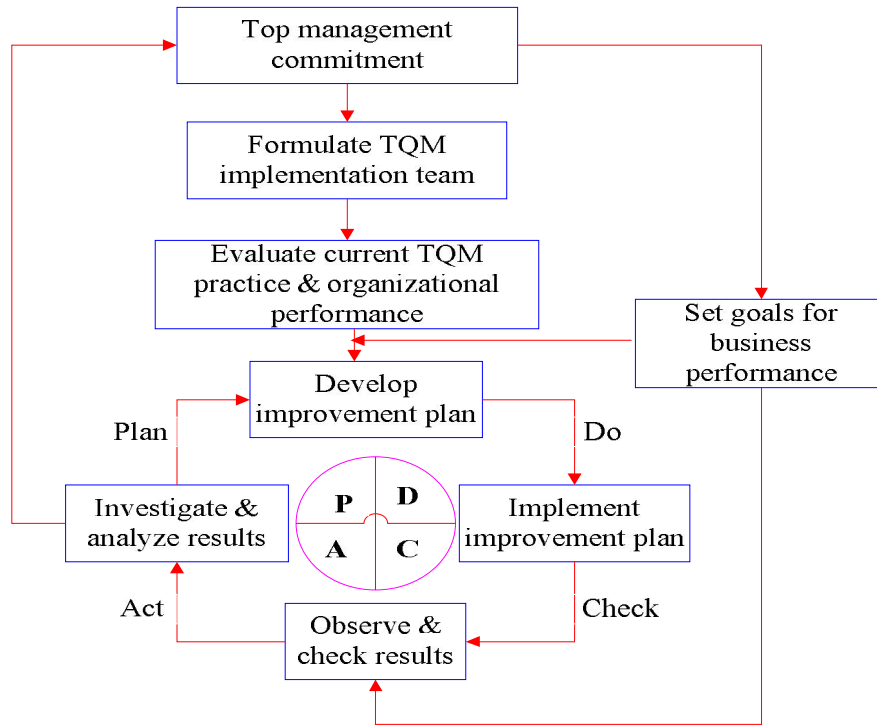 Top management
commitment
Formulate TQM
implementation team
Evaluate current TQM
practice & organizational
performance
Set goals for
business
performance
Develop
improvement plan
Plan
Do
P
D
A
C
Investigate &
analyze results
Implement
improvement plan
Act
Check
Observe &
check results